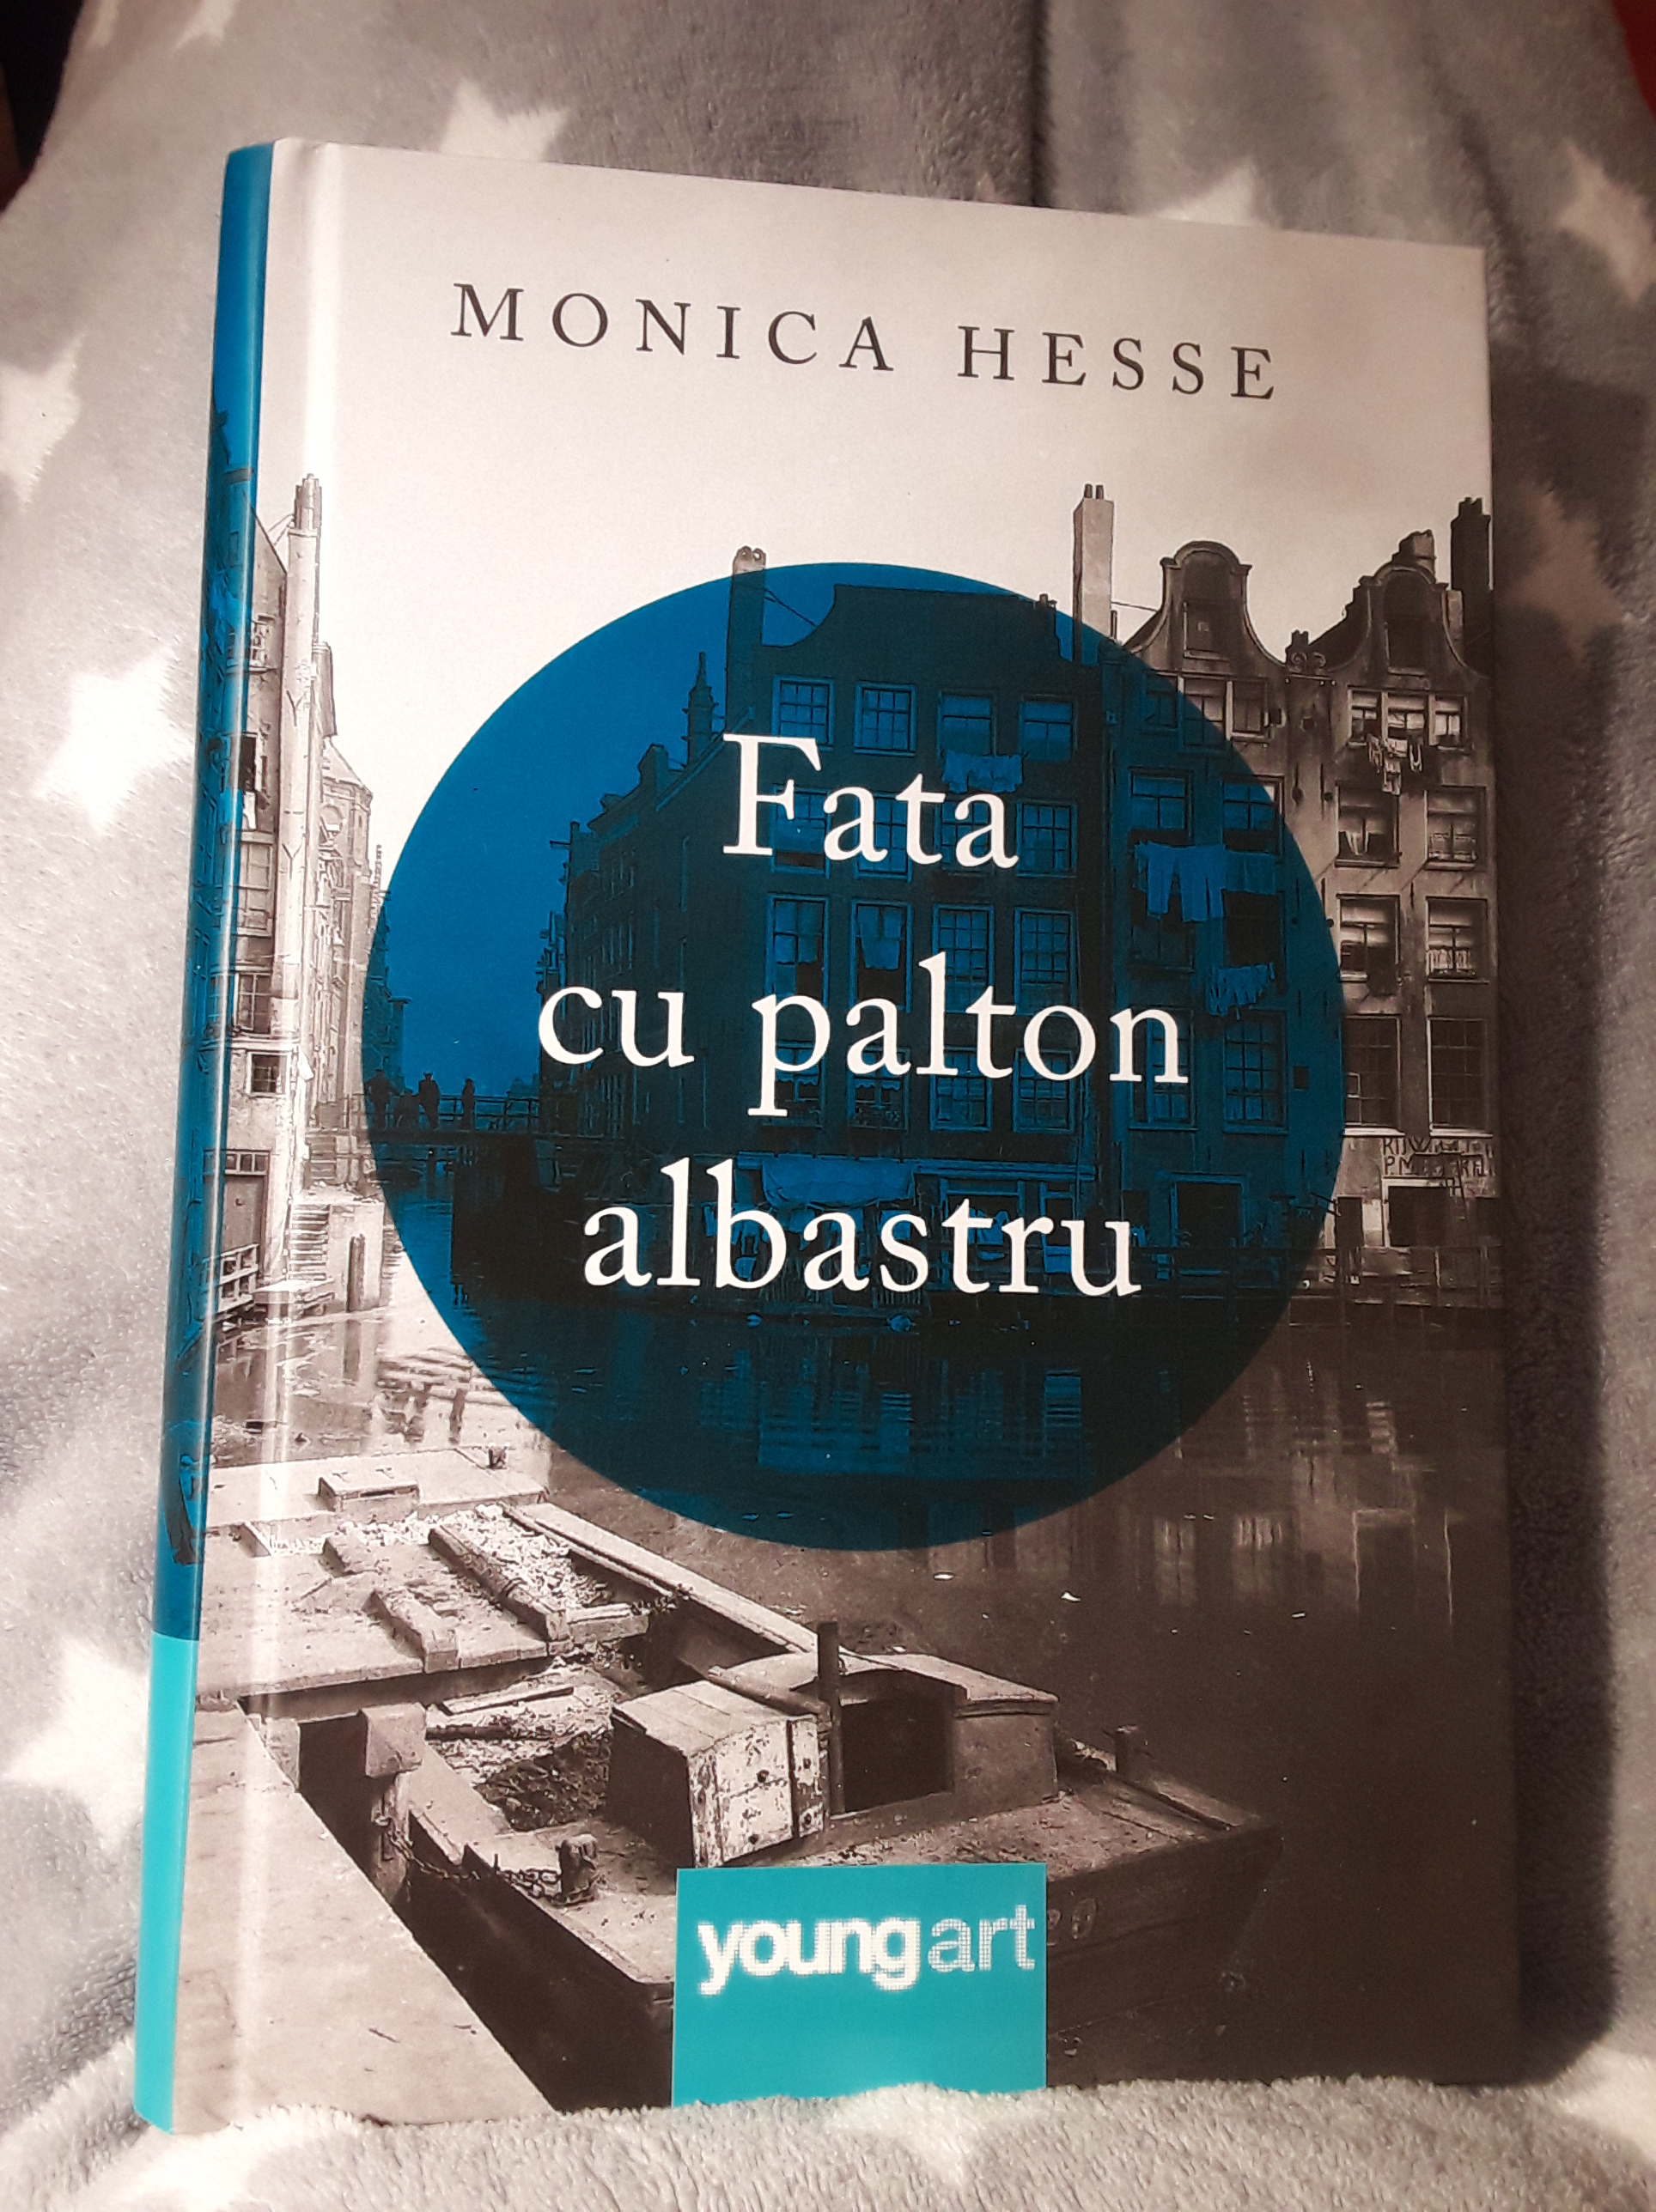 MONICA HESSE
Fata
cu palton
albastru
youngart